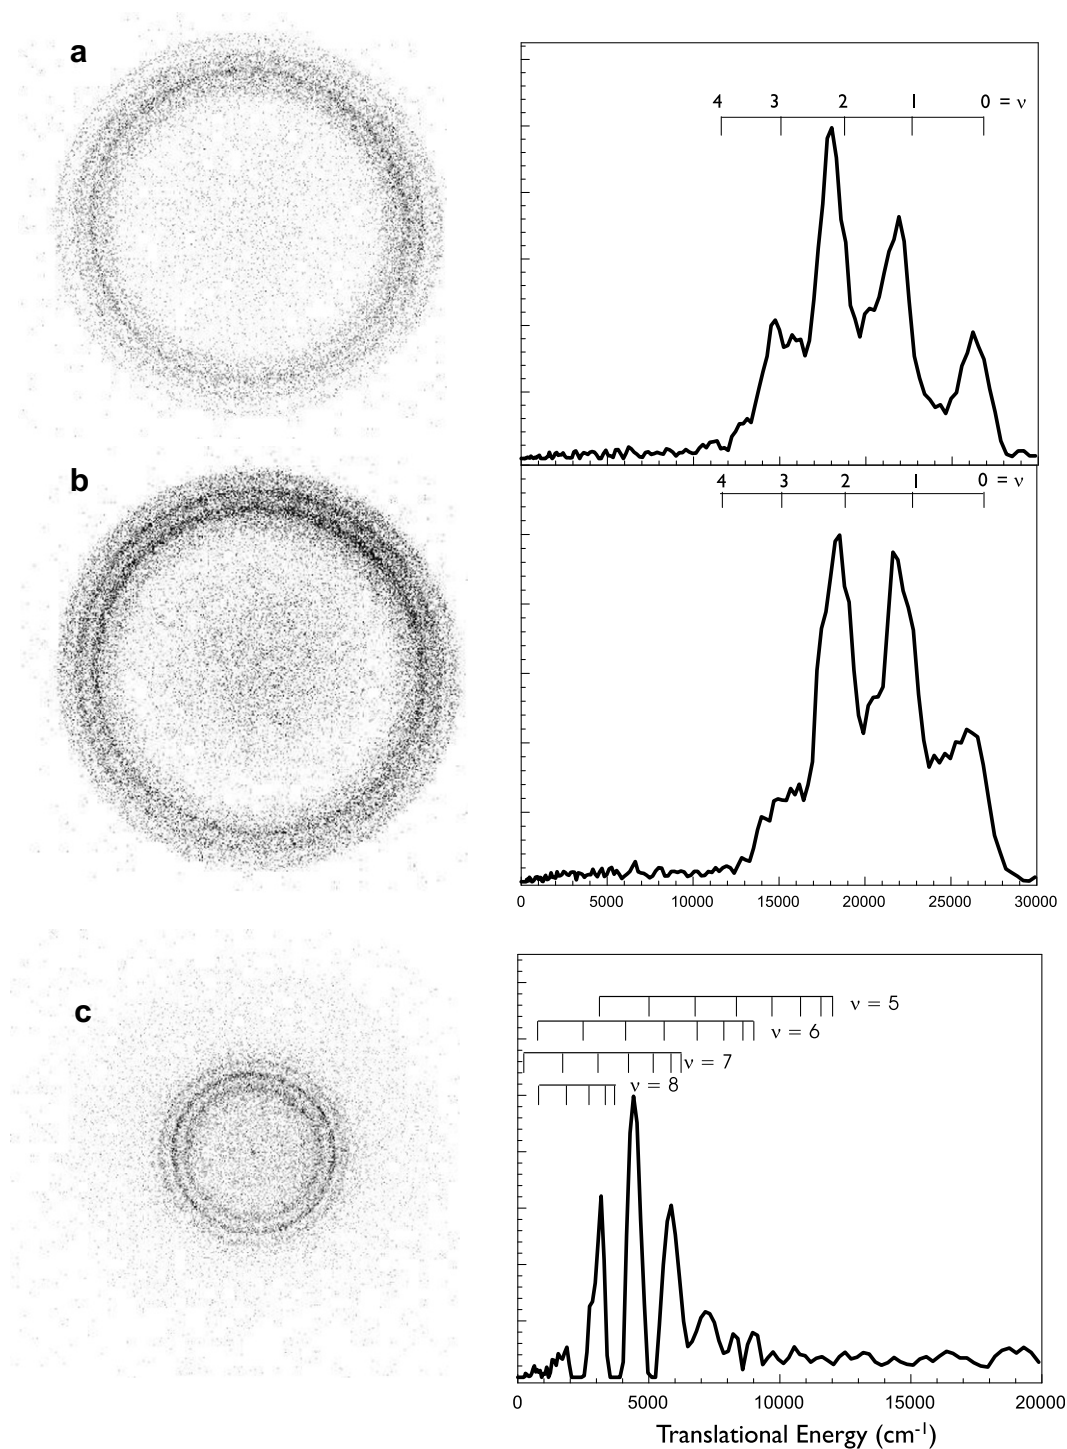 a
4 3 2 1 0 = ν
b
4 3 2 1 0 = ν
0 5000 10000 15000 20000 25000 30000
c
ν = 5
ν = 6
ν = 7
ν = 8
0 5000 10000 15000 20000
Translational Energy (cm⁻¹)